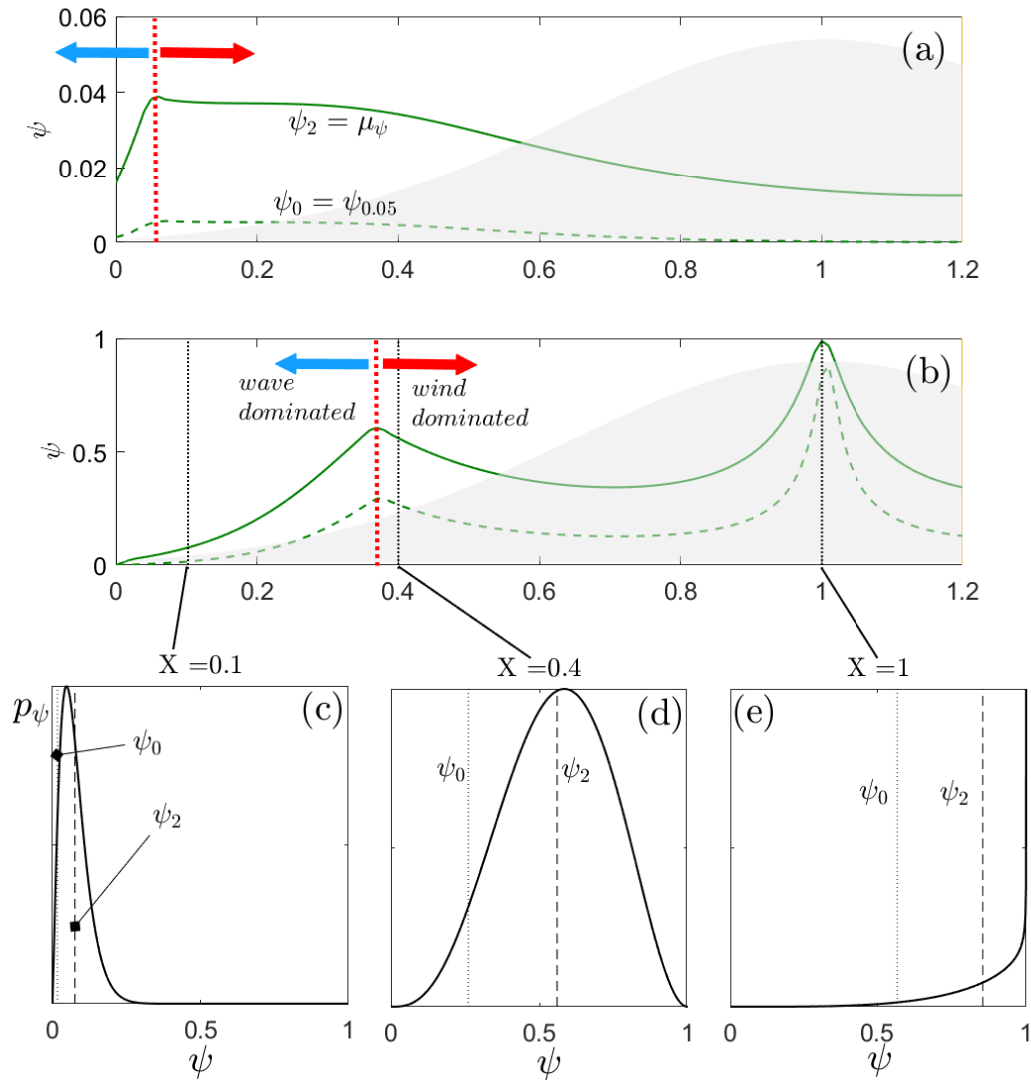 0.06
(a)
0.04
ψ₂ = μ_ψ
ψ
0.02
ψ₀ = ψ₀.₀₅
0
0 0.2 0.4 0.6 0.8 1 1.2
1
(b)
wave wind
dominated dominated
ψ
0.5
0
0 0.2 0.4 0.6 0.8 1 1.2
X =0.1 X =0.4 X =1
p_ψ (c) (d) (e)
ψ₀ ψ₀ ψ₂ ψ₀ ψ₂
ψ₂
0 0.5 1 0 0.5 1 0 0.5 1
ψ ψ ψ